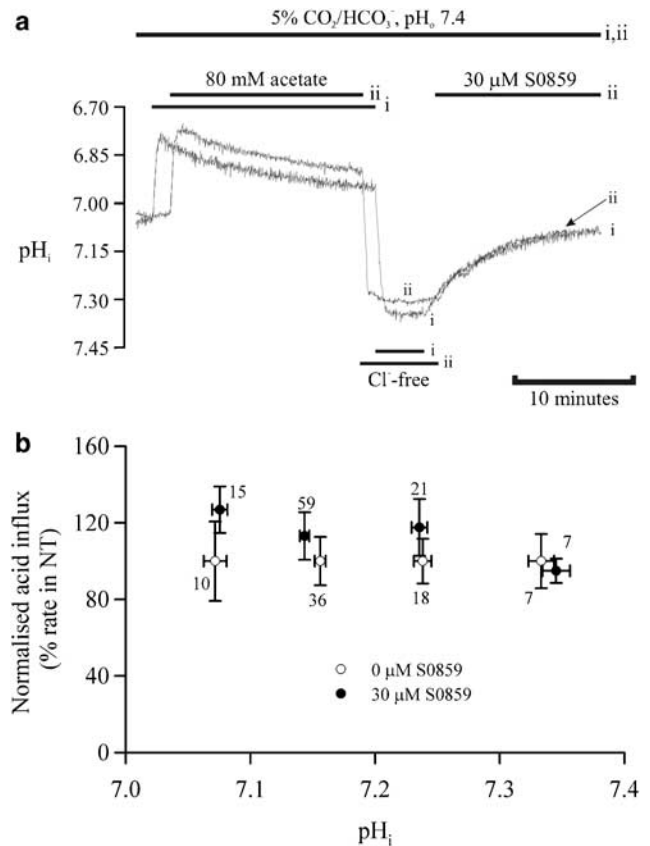 a
5% CO₂/HCO₃⁻, pHₒ 7.4
i,ii
80 mM acetate
ii
i
30 µM S0859
ii
6.70
6.85
7.00
7.15
7.30
7.45
pHᵢ
ii
i
ii
i
i
ii
Cl⁻-free
10 minutes
b
Normalised acid influx
(% rate in NT)
160
120
80
40
0
15
59
21
7
10
36
18
7
0 µM S0859
30 µM S0859
7.0
7.1
7.2
7.3
7.4
pHᵢ